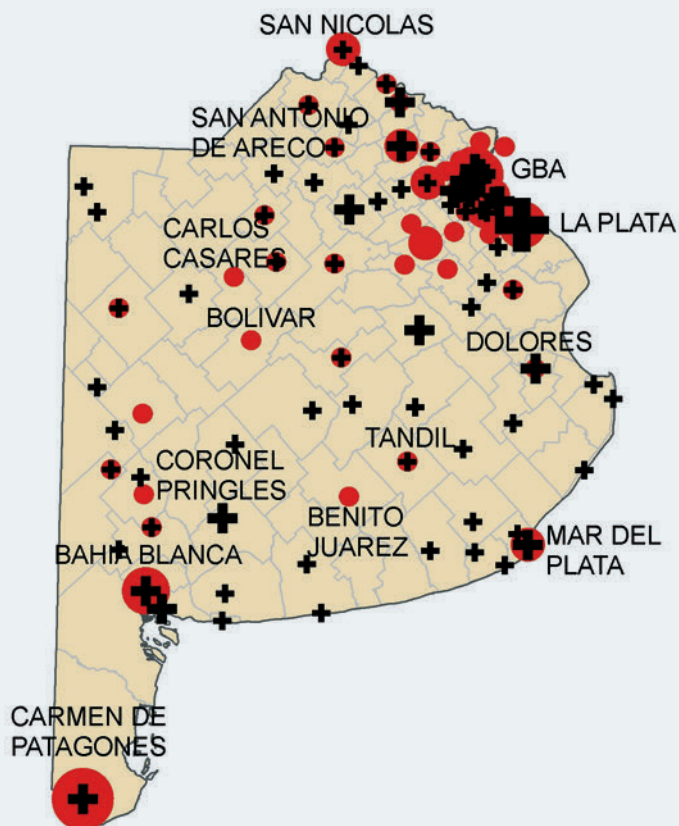 SAN NICOLAS
SAN ANTONIO
DE ARECO
GBA
LA PLATA
CARLOS
CASARES
BOLIVAR
DOLORES
TANDIL
CORONEL
PRINGLES
BENITO
JUAREZ
MAR DEL
PLATA
BAHIA BLANCA
CARMEN DE
PATAGONES